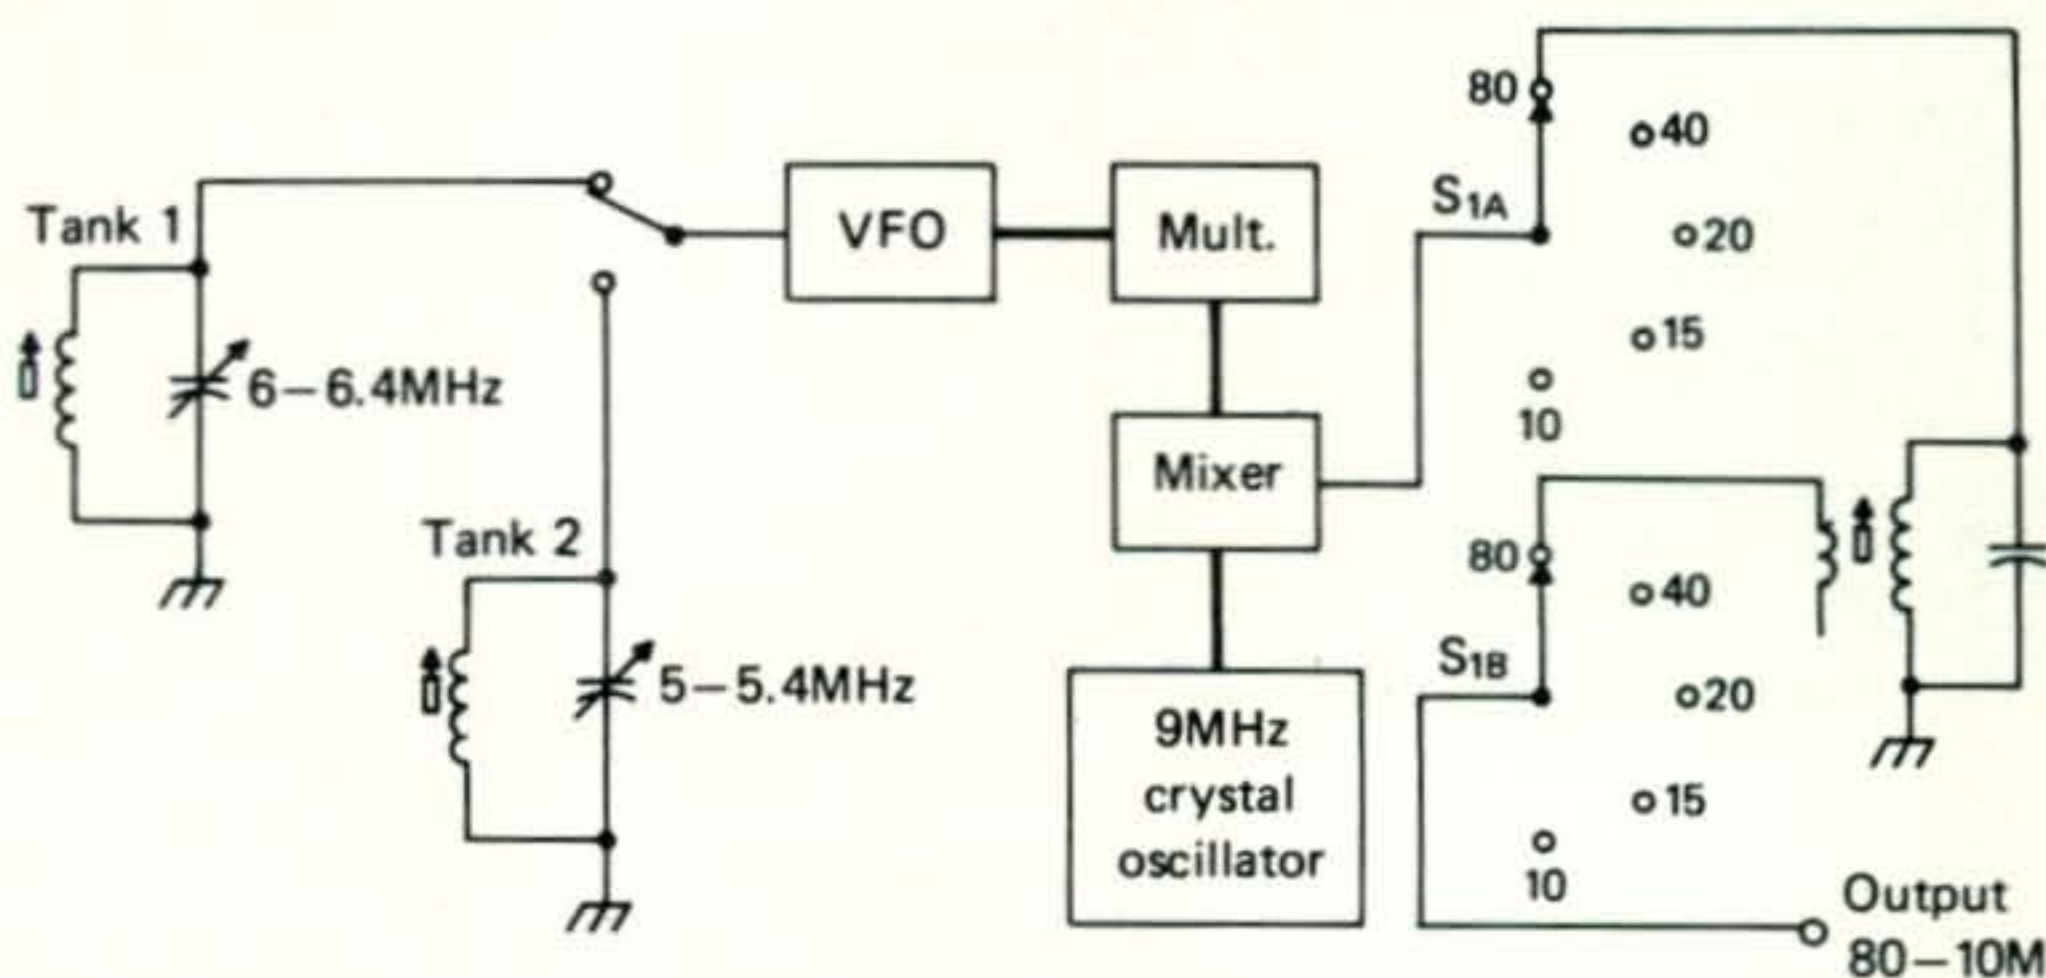 Tank 1
6–6.4MHz
Tank 2
5–5.4MHz
VFO
Mult.
Mixer
9MHz
crystal
oscillator
S1A
80
40
20
15
10
S1B
80
40
20
15
10
Output
80–10M